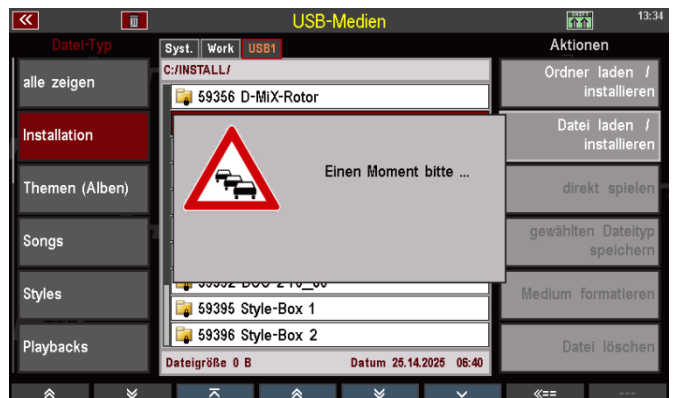 USB-Medien
SHIFT
13:34
Datei-Typ
Syst. Work USB1
Aktionen
C:/INSTALL/
alle zeigen
59356 D-MiX-Rotor
Ordner laden /
installieren
Installation
Einen Moment bitte ...
Datei laden /
installieren
Themen (Alben)
direkt spielen
Songs
gewählten Dateityp
speichern
Styles
59395 Style-Box 1
Medium formatieren
Playbacks
59396 Style-Box 2
Datei löschen
Dateigröße 0 B
Datum 25.14.2025 06:40
«==
---